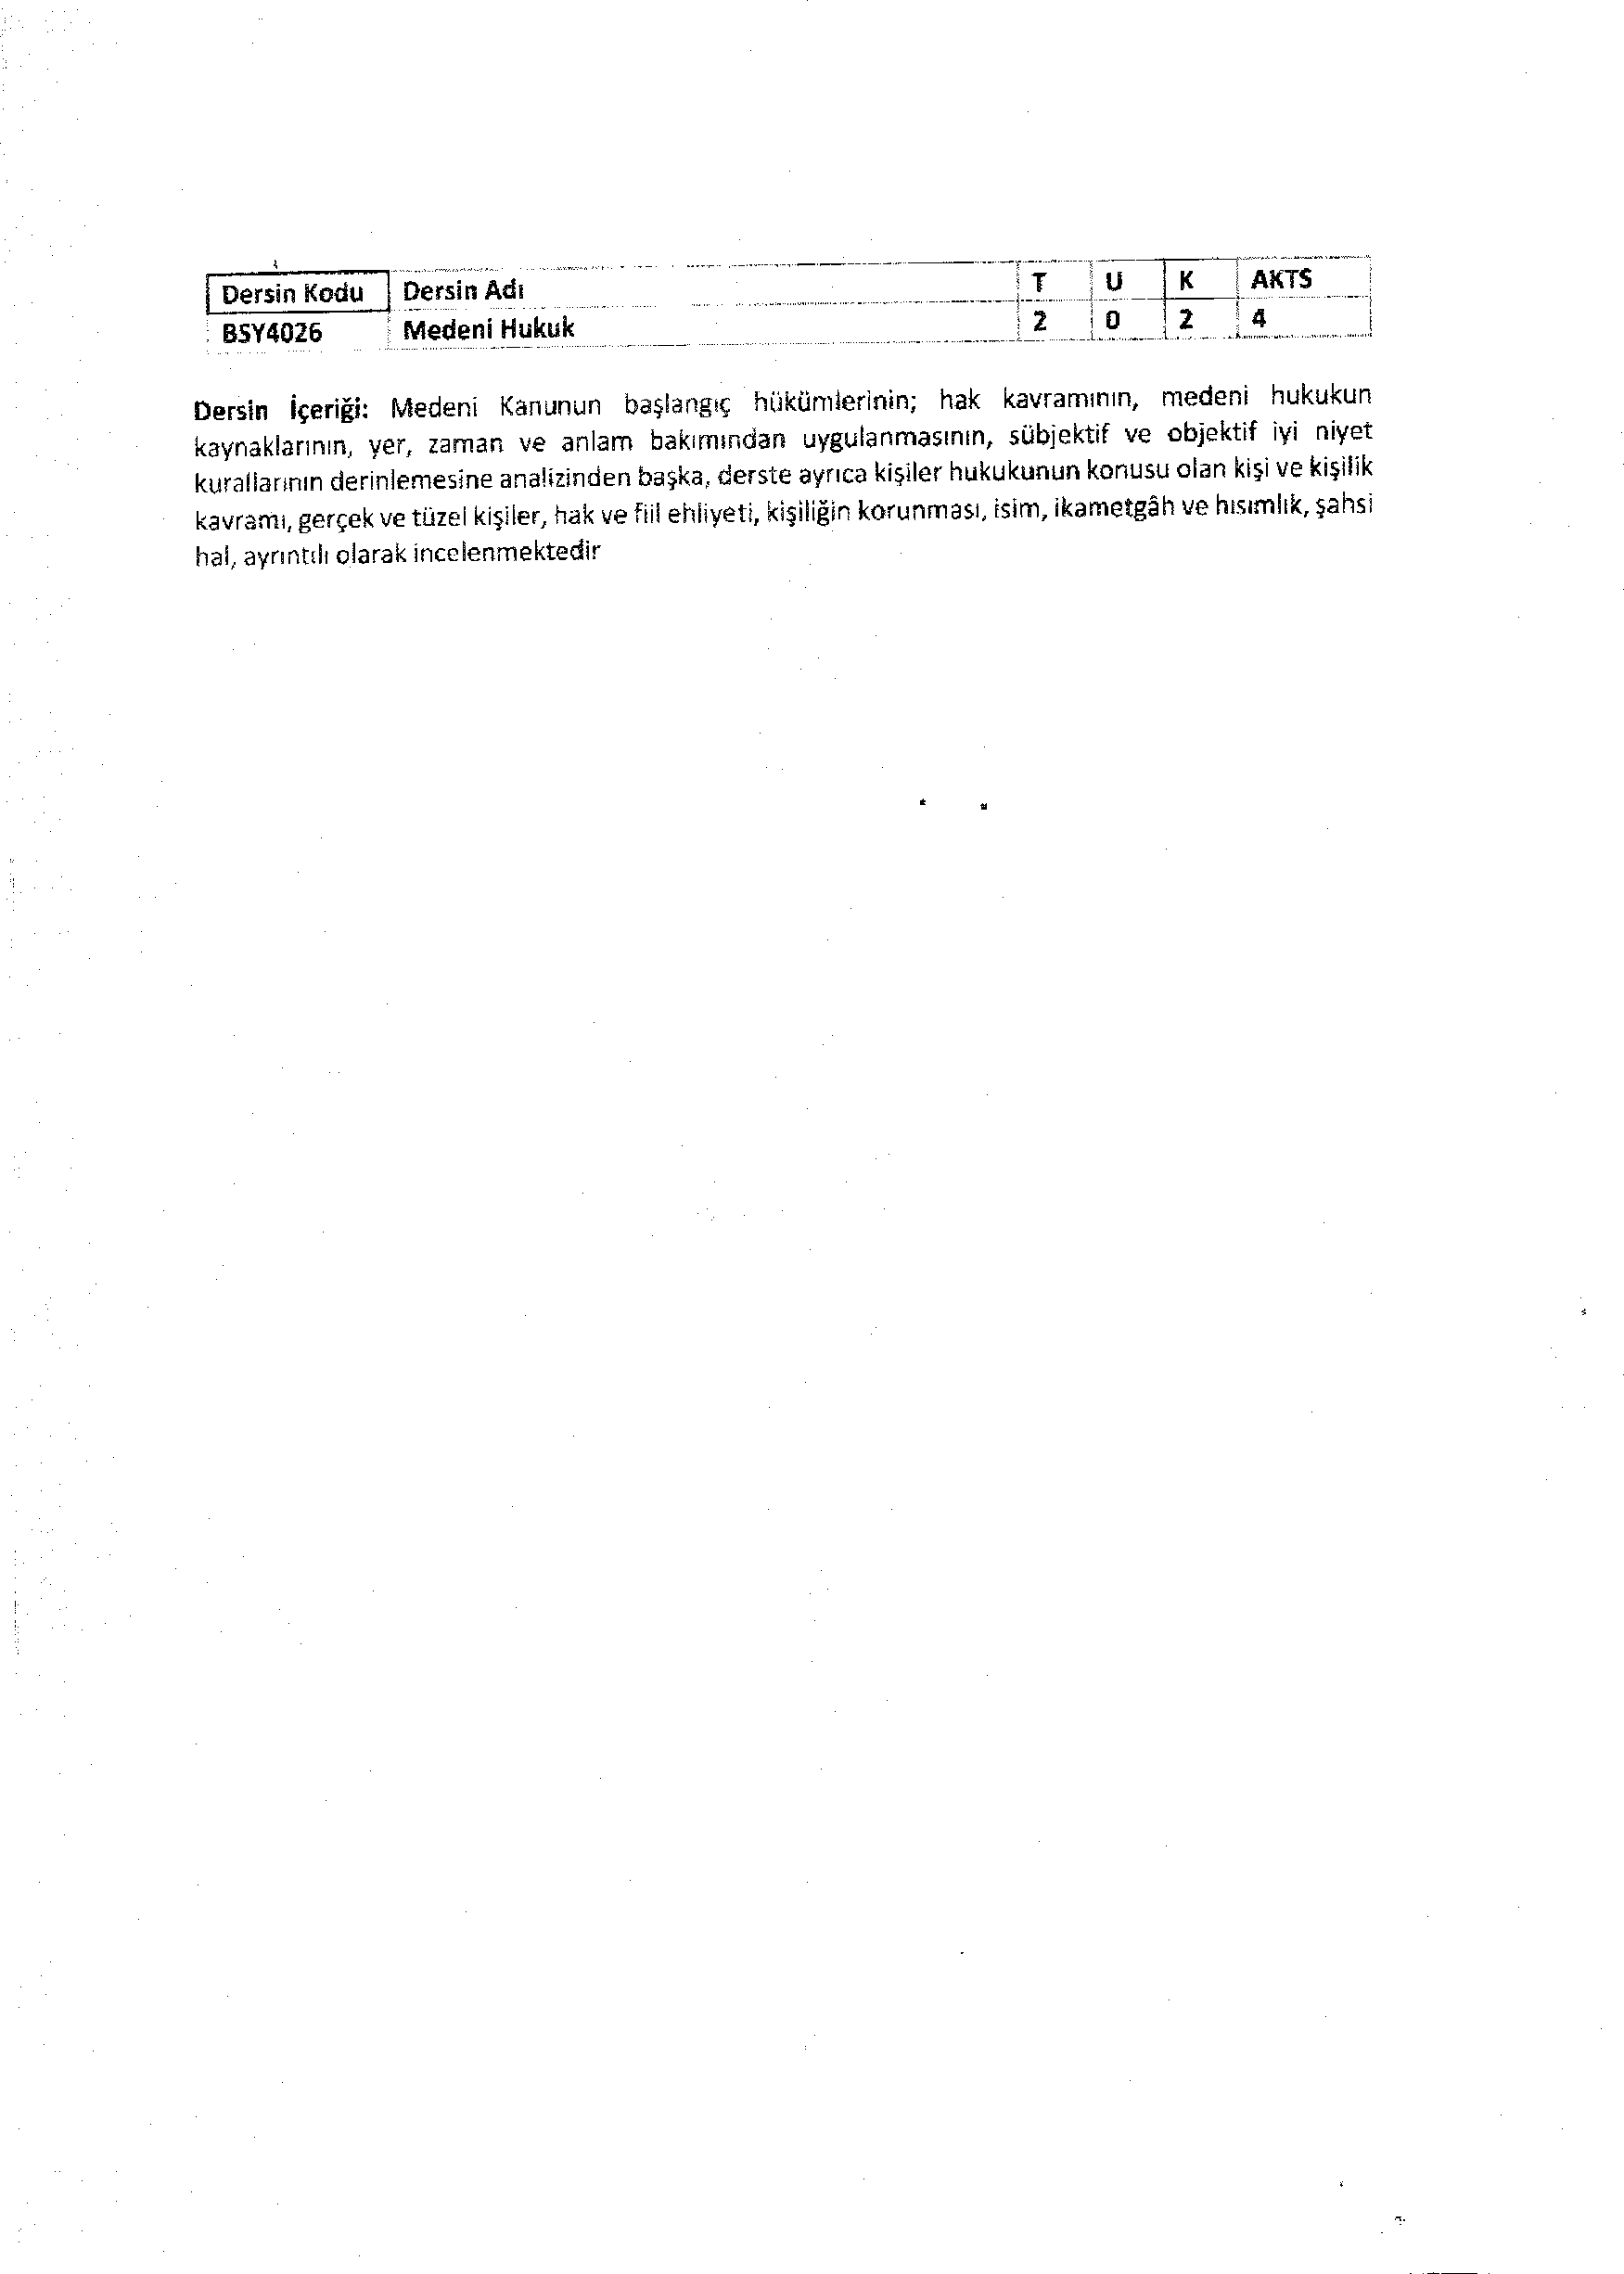 Dersin Kodu Dersin Adı T U K AKTS
BSY4026 Medeni Hukuk 2 0 2 4
Dersin İçeriği: Medeni Kanunun başlangıç hükümlerinin; hak kavramının, medeni hukukun
kaynaklarının, yer, zaman ve anlam bakımından uygulanmasının, sübjektif ve objektif iyi niyet
kurallarının derinlemesine analizinden başka, derste ayrıca kişiler hukukunun konusu olan kişi ve kişilik
kavramı, gerçek ve tüzel kişiler, hak ve fiil ehliyeti, kişiliğin korunması, isim, ikametgâh ve hısımlık, şahsi
hal, ayrıntılı olarak incelenmektedir